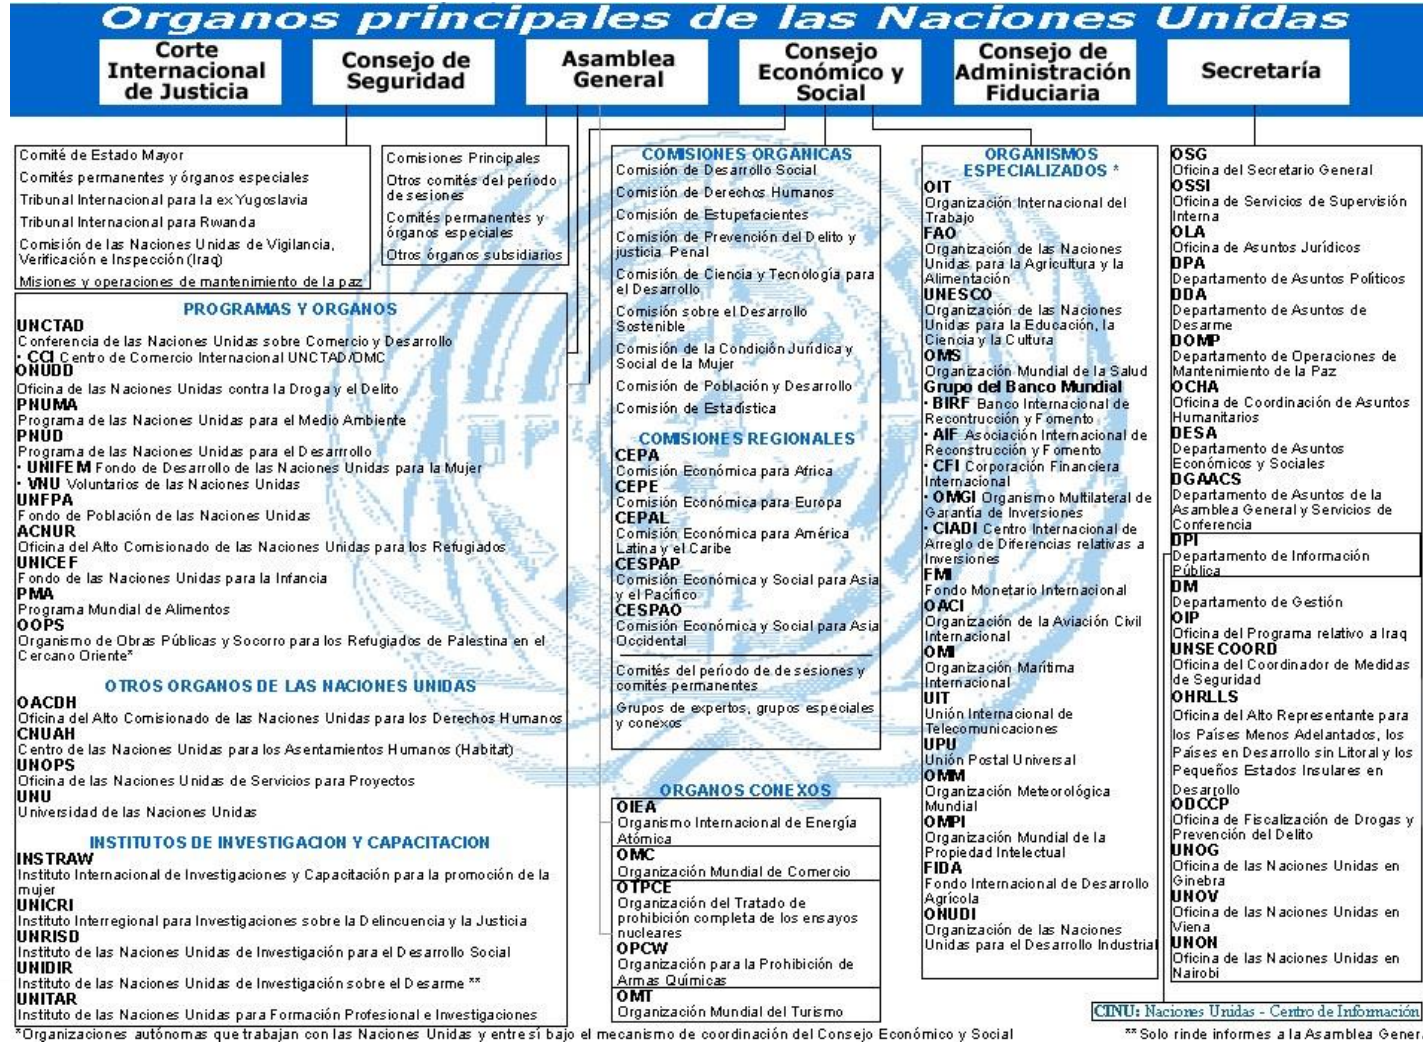 Organos principales de las Naciones Unidas
Corte
Internacional
de Justicia
Consejo de
Seguridad
Asamblea
General
Consejo
Económico y
Social
Consejo de
Administración
Fiduciaria
Secretaría
Comité de Estado Mayor
Comités permanentes y órganos especiales
Tribunal Internacional para la ex Yugoslavia
Tribunal Internacional para Rwanda
Comisión de las Naciones Unidas de Vigilancia,
Verificación e Inspección (Iraq)
Misiones y operaciones de mantenimiento de la paz
Comisiones Principales
Otros comités del período
de sesiones
Comités permanentes y
órganos especiales
Otros órganos subsidiarios
PROGRAMAS Y ORGANOS
UNCTAD
Conferencia de las Naciones Unidas sobre Comercio y Desarrollo
· CCI Centro de Comercio Internacional UNCTAD/OMC
ONUDD
Oficina de las Naciones Unidas contra la Droga y el Delito
PNUMA
Programa de las Naciones Unidas para el Medio Ambiente
PNUD
Programa de las Naciones Unidas para el Desarrrollo
· UNIFEM Fondo de Desarrollo de las Naciones Unidas para la Mujer
· VNU Voluntarios de las Naciones Unidas
UNFPA
Fondo de Población de las Naciones Unidas
ACNUR
Oficina del Alto Comisionado de las Naciones Unidas para los Refugiados
UNICEF
Fondo de las Naciones Unidas para la Infancia
PMA
Programa Mundial de Alimentos
OOPS
Organismo de Obras Públicas y Socorro para los Refugiados de Palestina en el
Cercano Oriente*
OTROS ORGANOS DE LAS NACIONES UNIDAS
OACDH
Oficina del Alto Comisionado de las Naciones Unidas para los Derechos Humanos
CNUAH
Centro de las Naciones Unidas para los Asentamientos Humanos (Habitat)
UNOPS
Oficina de las Naciones Unidas de Servicios para Proyectos
UNU
Universidad de las Naciones Unidas
INSTITUTOS DE INVESTIGACION Y CAPACITACION
INSTRAW
Instituto Internacional de Investigaciones y Capacitación para la promoción de la
mujer
UNICRI
Instituto Interregional para Investigaciones sobre la Delincuencia y la Justicia
UNRISD
Instituto de las Naciones Unidas de Investigación para el Desarrollo Social
UNIDIR
Instituto de las Naciones Unidas de Investigación sobre el Desarme **
UNITAR
Instituto de las Naciones Unidas para Formación Profesional e Investigaciones
COMISIONES ORGANICAS
Comisión de Desarrollo Social
Comisión de Derechos Humanos
Comisión de Estupefacientes
Comisión de Prevención del Delito y
justicia Penal
Comisión de Ciencia y Tecnología para
el Desarrollo
Comisión sobre el Desarrollo
Sostenible
Comisión de la Condición Jurídica y
Social de la Mujer
Comisión de Población y Desarrollo
Comisión de Estadística
COMISIONES REGIONALES
CEPA
Comisión Económica para Africa
CEPE
Comisión Económica para Europa
CEPAL
Comisión Económica para América
Latina y el Caribe
CESPAP
Comisión Económica y Social para Asia
y el Pacífico
CESPAO
Comisión Económica y Social para Asia
Occidental
Comités del período de de sesiones y
comités permanentes
Grupos de expertos, grupos especiales
y conexos
ORGANOS CONEXOS
OIEA
Organismo Internacional de Energía
Atómica
OMC
Organización Mundial de Comercio
OTPCE
Organización del Tratado de
prohibición completa de los ensayos
nucleares
OPCW
Organización para la Prohibición de
Armas Químicas
OMT
Organización Mundial del Turismo
ORGANISMOS
ESPECIALIZADOS *
OIT
Organización Internacional del
Trabajo
FAO
Organización de las Naciones
Unidas para la Agricultura y la
Alimentación
UNESCO
Organización de las Naciones
Unidas para la Educación, la
Ciencia y la Cultura
OMS
Organización Mundial de la Salud
Grupo del Banco Mundial
· BIRF Banco Internacional de
Recontrucción y Fomento
· AIF Asociación Internacional de
Reconstrucción y Fomento
· CFI Corporación Financiera
Internacional
· OMGI Organismo Multilateral de
Garantía de Inversiones
· CIADI Centro Internacional de
Arreglo de Diferencias relativas a
Inversiones
FMI
Fondo Monetario Internacional
OACI
Organización de la Aviación Civil
Internacional
OMI
Organización Marítima
Internacional
UIT
Unión Internacional de
Telecomunicaciones
UPU
Unión Postal Universal
OMM
Organización Meteorológica
Mundial
OMPI
Organización Mundial de la
Propiedad Intelectual
FIDA
Fondo Internacional de Desarrollo
Agrícola
ONUDI
Organización de las Naciones
Unidas para el Desarrollo Industrial
OSG
Oficina del Secretario General
OSSI
Oficina de Servicios de Supervisión
Interna
OLA
Oficina de Asuntos Jurídicos
DPA
Departamento de Asuntos Políticos
DDA
Departamento de Asuntos de
Desarme
DOMP
Departamento de Operaciones de
Mantenimiento de la Paz
OCHA
Oficina de Coordinación de Asuntos
Humanitarios
DESA
Departamento de Asuntos
Económicos y Sociales
DGAACS
Departamento de Asuntos de la
Asamblea General y Servicios de
Conferencia
DPI
Departamento de Información
Pública
DM
Departamento de Gestión
OIP
Oficina del Programa relativo a Iraq
UNSECOORD
Oficina del Coordinador de Medidas
de Seguridad
OHRLLS
Oficina del Alto Representante para
los Países Menos Adelantados, los
Países en Desarrollo sin Litoral y los
Pequeños Estados Insulares en
Desarrollo
ODCCP
Oficina de Fiscalización de Drogas y
Prevención del Delito
UNOG
Oficina de las Naciones Unidas en
Ginebra
UNOV
Oficina de las Naciones Unidas en
Viena
UNON
Oficina de las Naciones Unidas en
Nairobi
CINU: Naciones Unidas - Centro de Información
*Organizaciones autónomas que trabajan con las Naciones Unidas y entre sí bajo el mecanismo de coordinación del Consejo Económico y Social
** Solo rinde informes a la Asamblea Gener